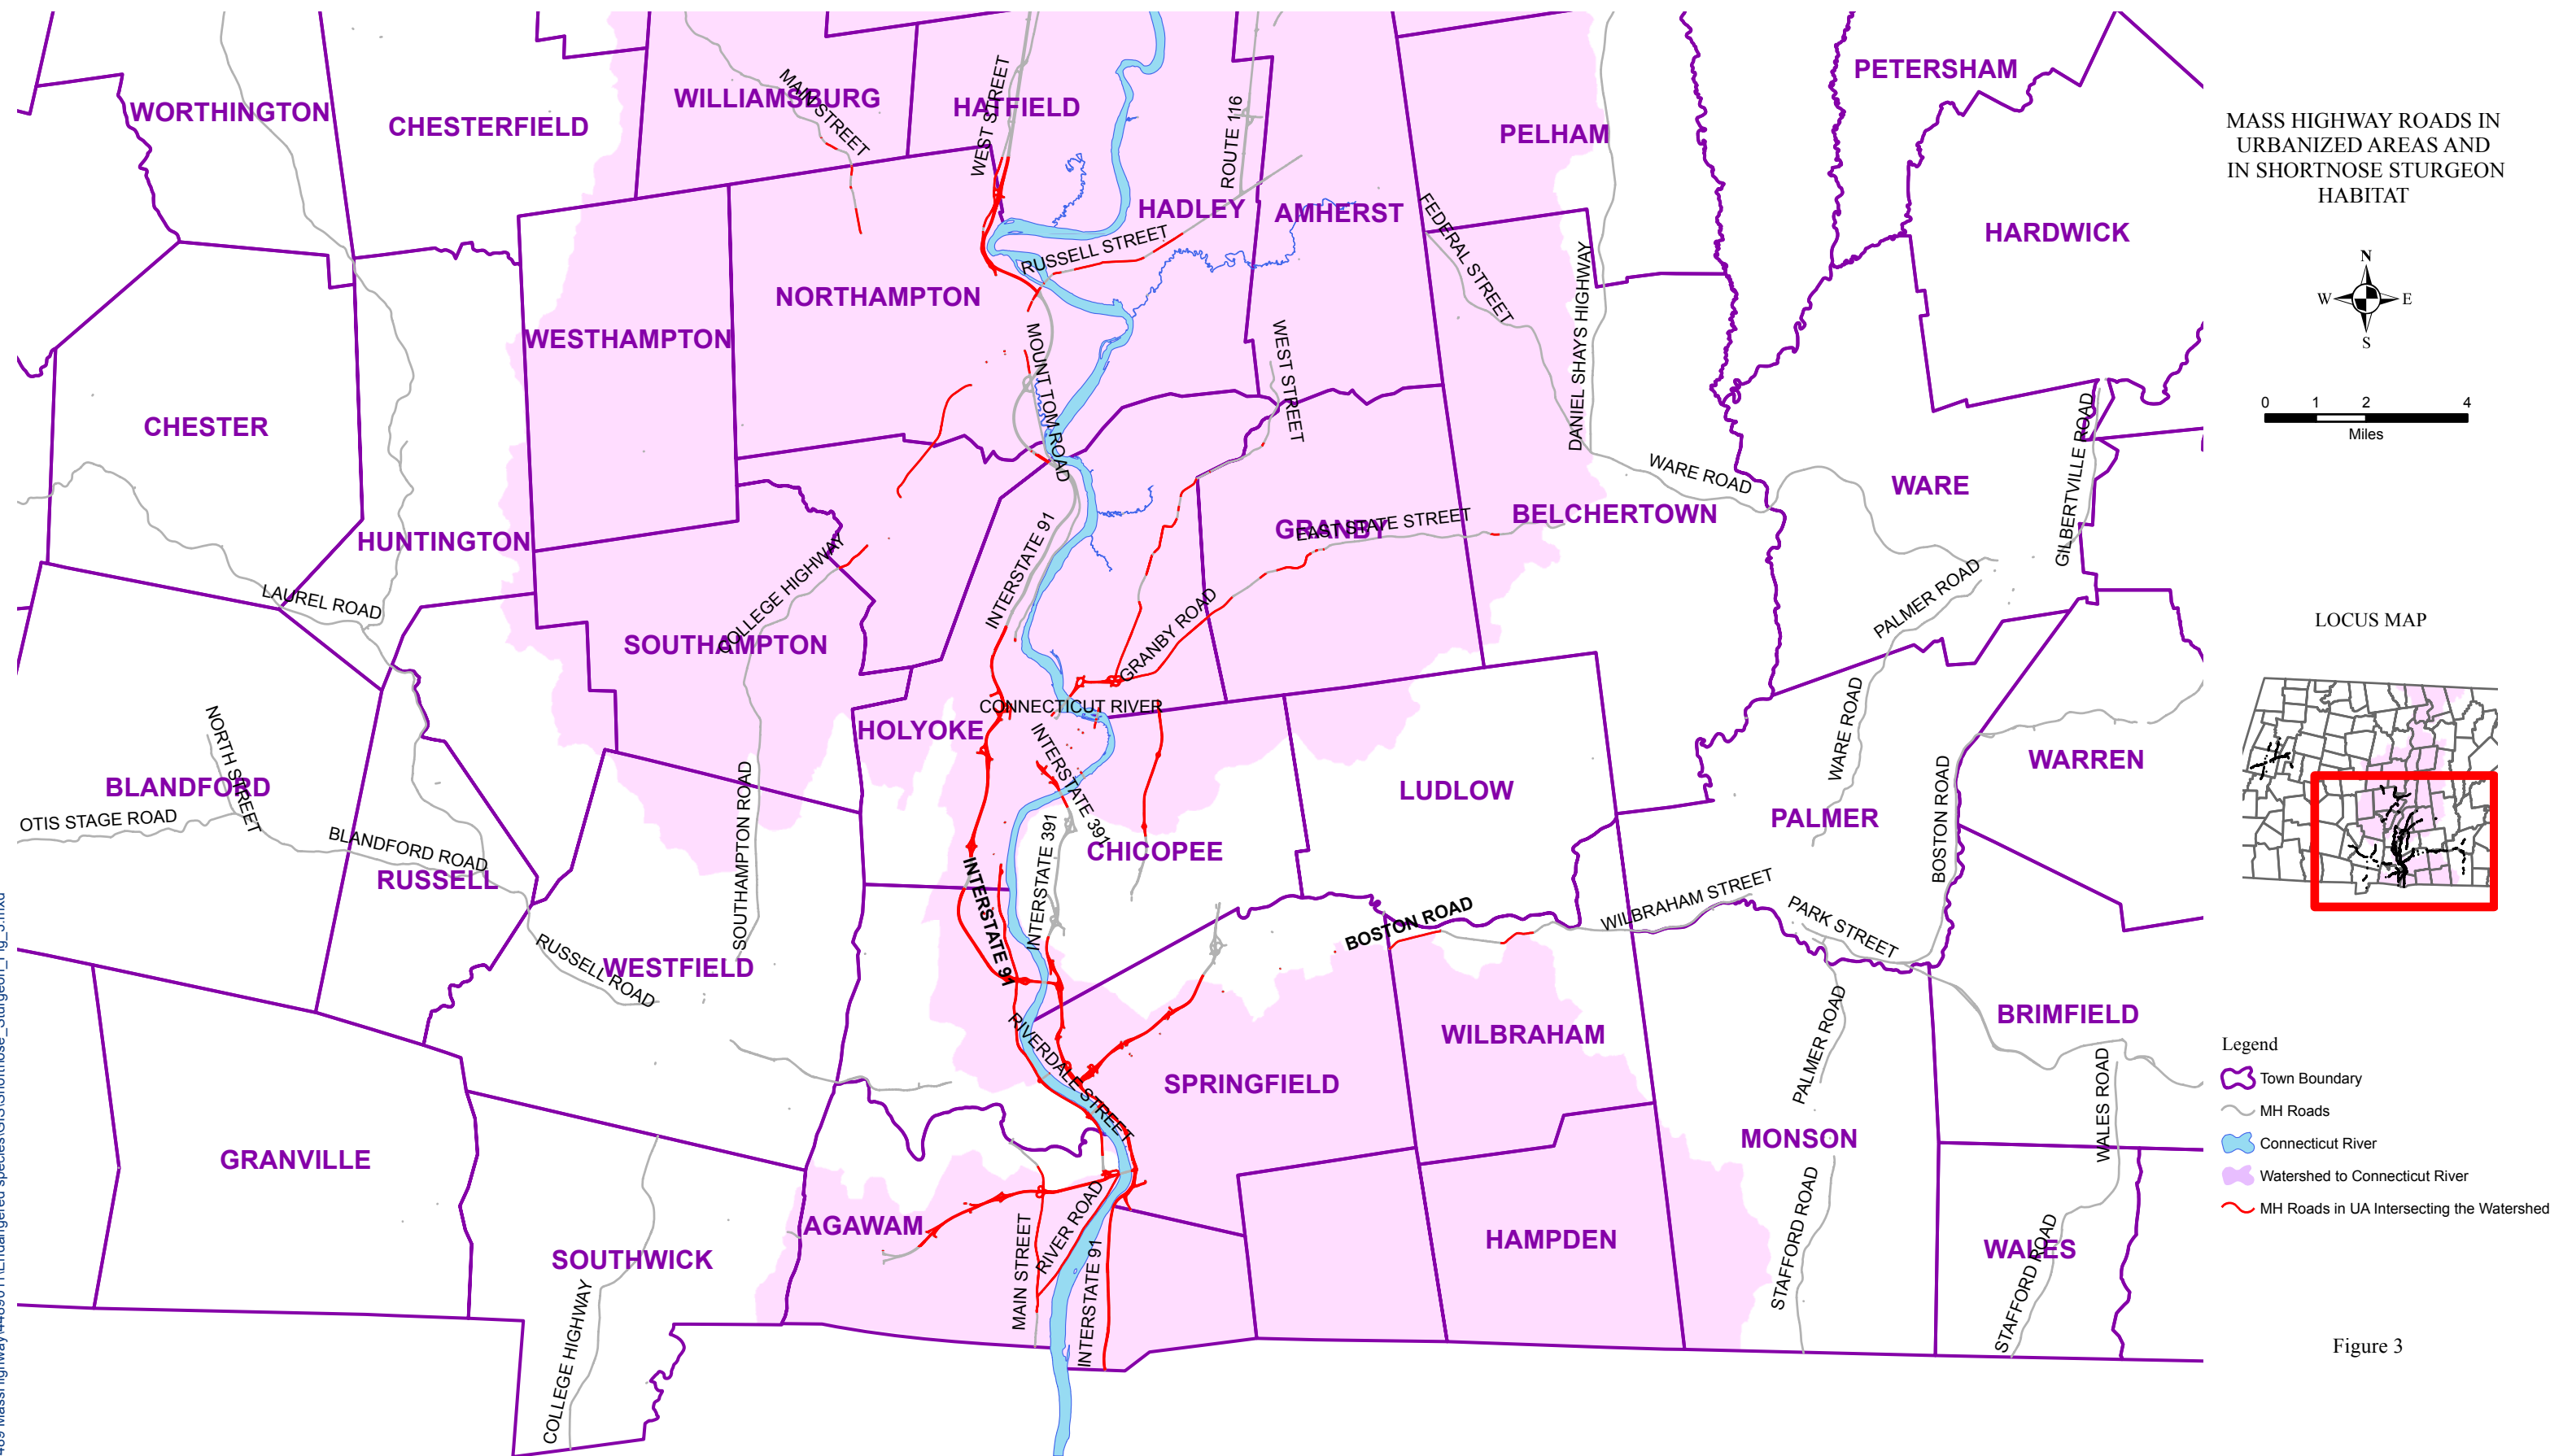 WORTHINGTON
CHESTERFIELD
WILLIAMSBURG
MAIN STREET
HATFIELD
WEST STREET
ROUTE 116
PELHAM
PETERSHAM
HARDWICK
HADLEY
AMHERST
RUSSELL STREET
FEDERAL STREET
DANIEL SHAYS HIGHWAY
NORTHAMPTON
WESTHAMPTON
MOUNT TOM ROAD
WEST STREET
CHESTER
WARE ROAD
WARE
GILBERTVILLE ROAD
HUNTINGTON
GRANBY
EAST STATE STREET
BELCHERTOWN
INTERSTATE 91
COLLEGE HIGHWAY
LAUREL ROAD
SOUTHAMPTON
GRANBY ROAD
PALMER ROAD
CONNECTICUT RIVER
HOLYOKE
INTERSTATE 391
NORTH STREET
BLANDFORD
OTIS STAGE ROAD
BLANDFORD ROAD
RUSSELL
SOUTHAMPTON ROAD
LUDLOW
WARE ROAD
PALMER
BOSTON ROAD
WARREN
CHICOPEE
INTERSTATE 391
INTERSTATE 91
BOSTON ROAD
WILBRAHAM STREET
PARK STREET
RUSSELL ROAD
WESTFIELD
RIVERDALE STREET
SPRINGFIELD
WILBRAHAM
PALMER ROAD
BRIMFIELD
WALES ROAD
MONSON
GRANVILLE
AGAWAM
SOUTHWICK
COLLEGE HIGHWAY
MAIN STREET
RIVER ROAD
INTERSTATE 91
HAMPDEN
STAFFORD ROAD
WALES
STAFFORD ROAD
MASS HIGHWAY ROADS IN
URBANIZED AREAS AND
IN SHORTNOSE STURGEON
HABITAT
N
W
E
S
0 1 2 4
Miles
LOCUS MAP
Legend
Town Boundary
MH Roads
Connecticut River
Watershed to Connecticut River
MH Roads in UA Intersecting the Watershed
Figure 3